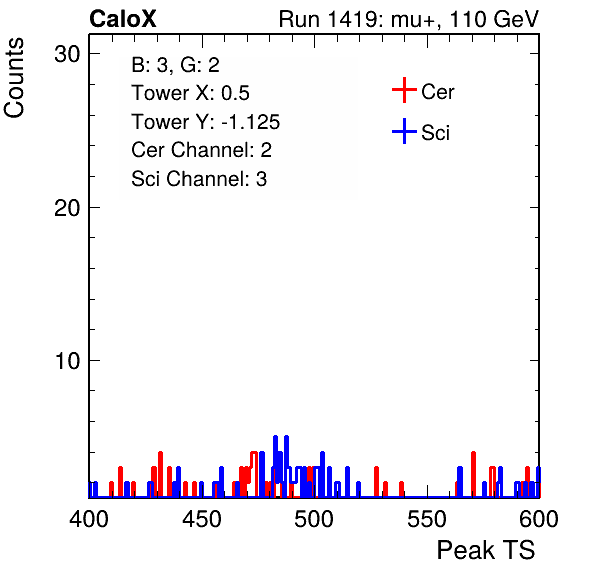 CaloX Run 1419: mu+, 110 GeV
Counts
B: 3, G: 2
Tower X: 0.5
Tower Y: -1.125
Cer Channel: 2
Sci Channel: 3
Cer
Sci
30
20
10
400 450 500 550 600
Peak TS